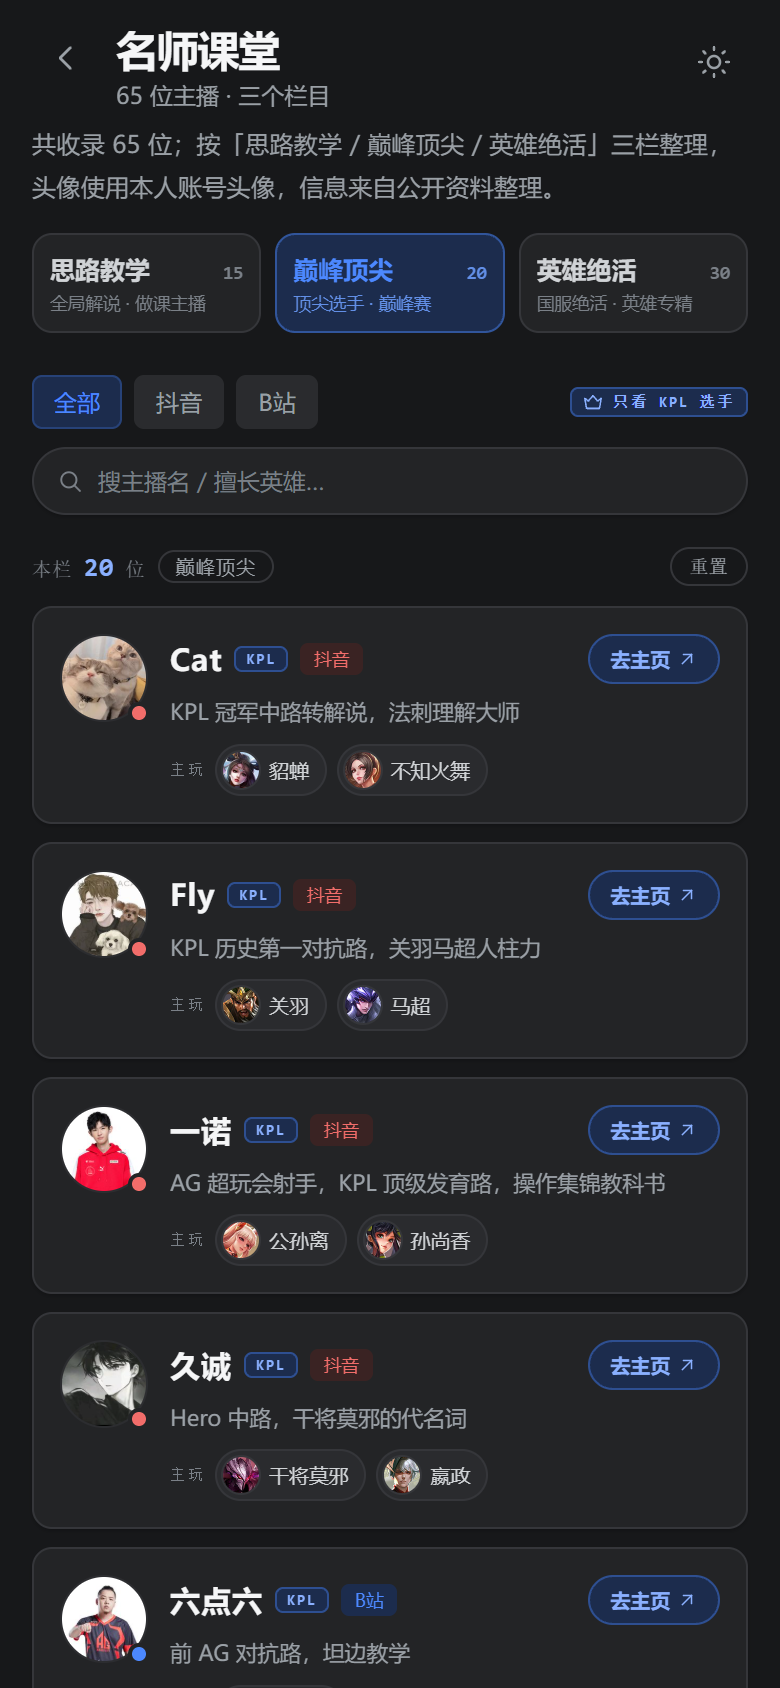 名师课堂
65 位主播 · 三个栏目
共收录 65 位；按「思路教学 / 巅峰顶尖 / 英雄绝活」三栏整理，
头像使用本人账号头像，信息来自公开资料整理。
思路教学 15
全局解说 · 做课主播
巅峰顶尖 20
顶尖选手 · 巅峰赛
英雄绝活 30
国服绝活 · 英雄专精
全部 抖音 B站 只看 KPL 选手
搜主播名 / 擅长英雄...
本栏 20 位 巅峰顶尖 重置
Cat KPL 抖音 去主页
KPL 冠军中路转解说，法刺理解大师
主玩 貂蝉 不知火舞
Fly KPL 抖音 去主页
KPL 历史第一对抗路，关羽马超人柱力
主玩 关羽 马超
一诺 KPL 抖音 去主页
AG 超玩会射手，KPL 顶级发育路，操作集锦教科书
主玩 公孙离 孙尚香
久诚 KPL 抖音 去主页
Hero 中路，干将莫邪的代名词
主玩 干将莫邪 嬴政
六点六 KPL B站 去主页
前 AG 对抗路，坦边教学